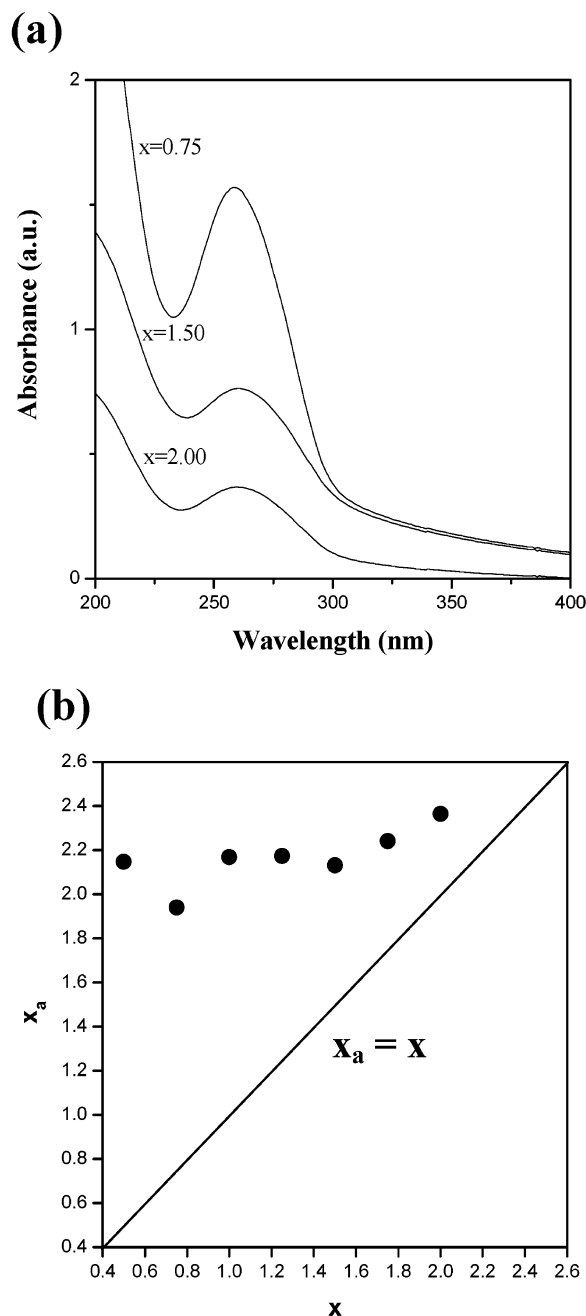 (a)
2
x=0.75
Absorbance (a.u.)
1
x=1.50
x=2.00
0
200 250 300 350 400
Wavelength (nm)
(b)
2.6
2.4
2.2
2.0
1.8
1.6
xₐ
1.4
xₐ = x
1.2
1.0
0.8
0.6
0.4
0.4 0.6 0.8 1.0 1.2 1.4 1.6 1.8 2.0 2.2 2.4 2.6
x